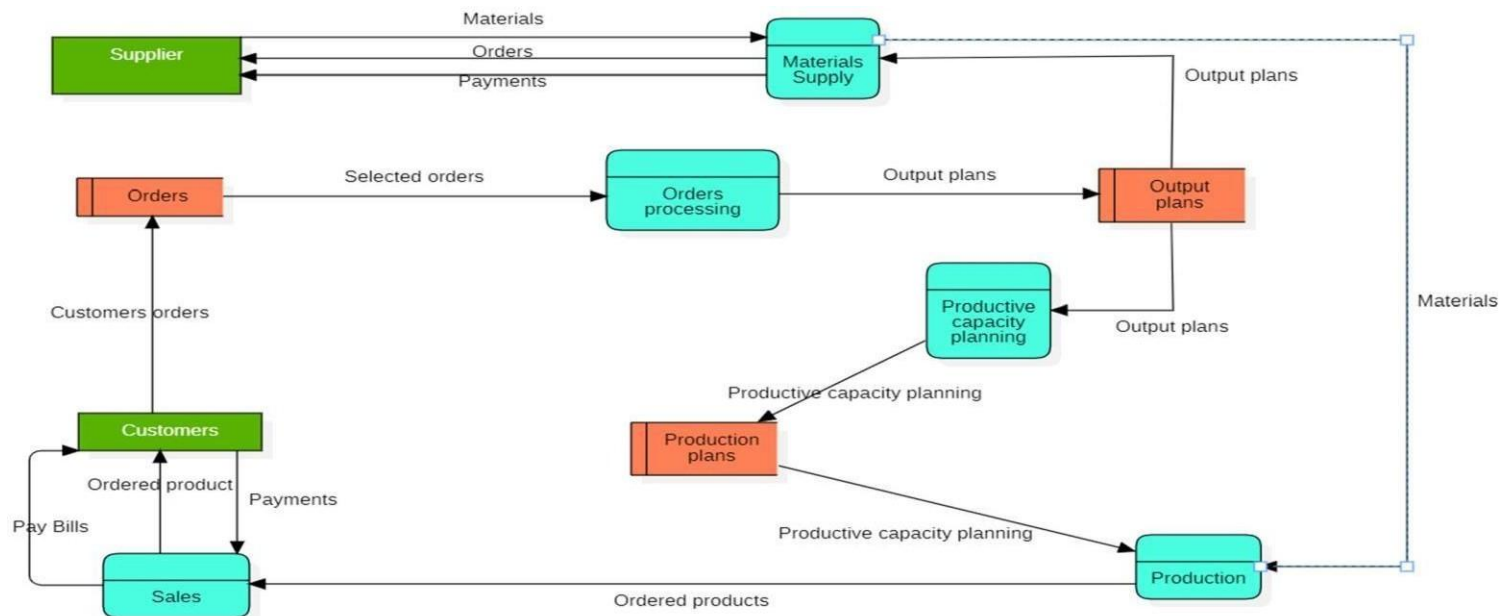 Materials
Supplier
Orders
Materials
Supply
Payments
Output plans
Selected orders
Output plans
Orders
Orders
processing
Output
plans
Customers orders
Productive
capacity
planning
Output plans
Materials
Productive capacity planning
Customers
Production
plans
Ordered product
Payments
Pay Bills
Productive capacity planning
Production
Sales
Ordered products